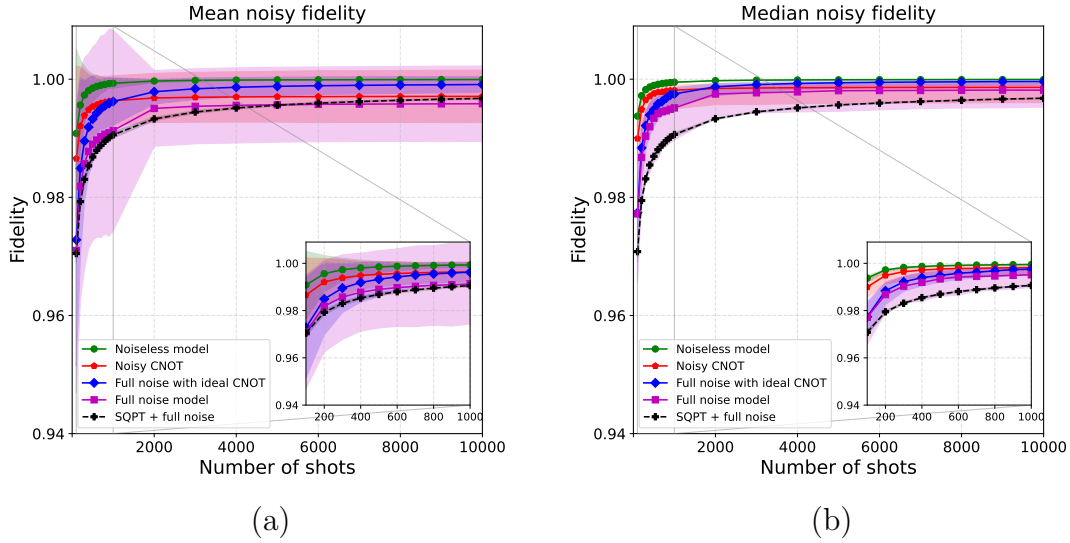 Mean noisy fidelity
Fidelity
1.00
0.98
0.96
0.94
1.00
0.98
0.96
0.94
200 400 600 800 1000
Noiseless model
Noisy CNOT
Full noise with ideal CNOT
Full noise model
SQPT + full noise
2000 4000 6000 8000 10000
Number of shots
(a)
Median noisy fidelity
Fidelity
1.00
0.98
0.96
0.94
1.00
0.98
0.96
0.94
200 400 600 800 1000
Noiseless model
Noisy CNOT
Full noise with ideal CNOT
Full noise model
SQPT + full noise
2000 4000 6000 8000 10000
Number of shots
(b)